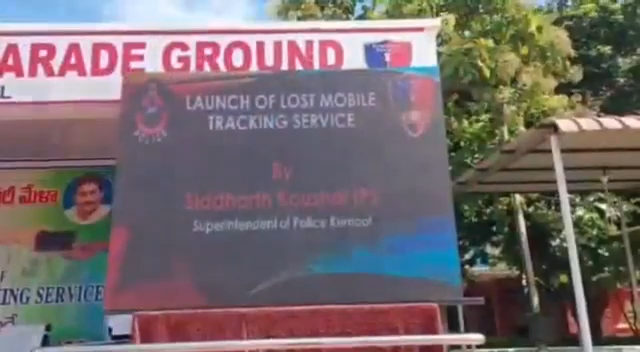 ARADE GROUND
LAUNCH OF LOST MOBILE
TRACKING SERVICE
By
Siddharth Kaushal IPS
Superintendent of Police Kurnool
రీ మేళా
ING SERVICE